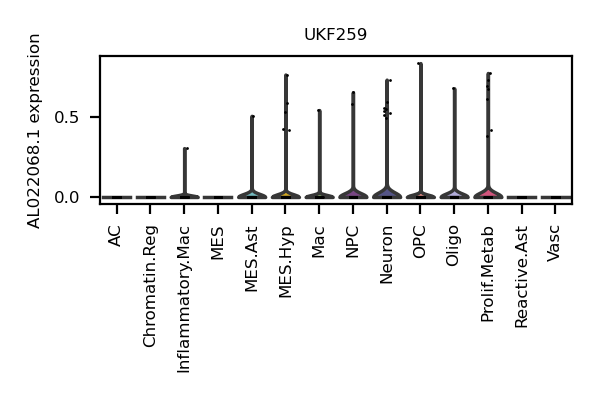 UKF259
AL022068.1 expression
0.5
0.0
AC
Chromatin.Reg
Inflammatory.Mac
MES
MES.Ast
MES.Hyp
Mac
NPC
Neuron
OPC
Oligo
Prolif.Metab
Reactive.Ast
Vasc